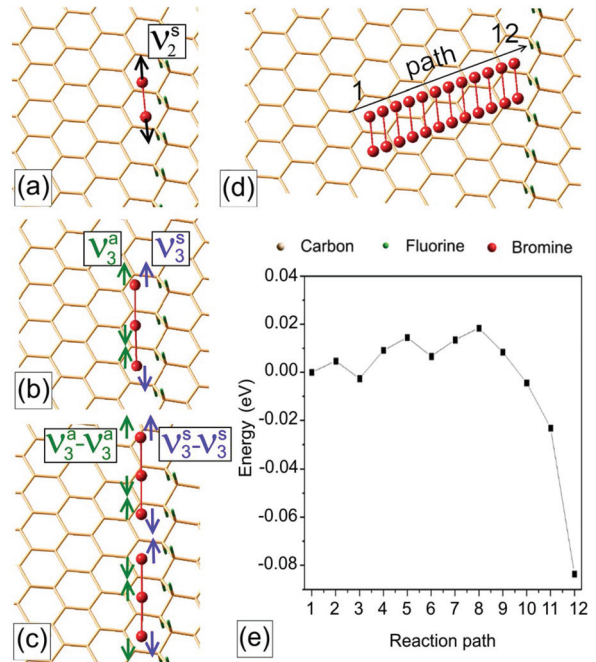 ν₂ˢ
(a)
1 path 12
(d)
ν₃ᵃ ν₃ˢ
(b)
Carbon Fluorine Bromine
ν₃ᵃ-ν₃ᵃ ν₃ˢ-ν₃ˢ
(c)
Energy (eV)
0.04
0.02
0.00
-0.02
-0.04
-0.06
-0.08
1 2 3 4 5 6 7 8 9 10 11 12
Reaction path
(e)